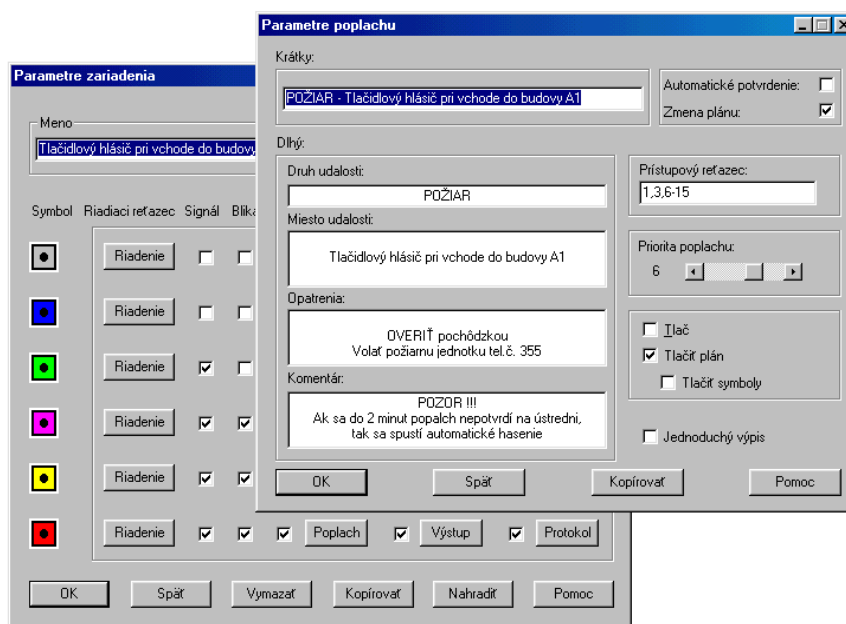 Parametre poplachu
Krátky:
POŽIAR - Tlačidlový hlásič pri vchode do budovy A1
Automatické potvrdenie:
Zmena plánu:
Dlhý:
Druh udalosti:
POŽIAR
Miesto udalosti:
Tlačidlový hlásič pri vchode do budovy A1
Opatrenia:
OVERIŤ pochôdzkou
Volať požiarnu jednotku tel.č. 355
Komentár:
POZOR !!!
Ak sa do 2 minut popalch nepotvrdí na ústredni,
tak sa spustí automatické hasenie
Prístupový reťazec:
1,3,6-15
Priorita poplachu:
6
Tlač
Tlačiť plán
Tlačiť symboly
Jednoduchý výpis
OK Späť Kopírovať Pomoc
Parametre zariadenia
Meno
Tlačidlový hlásič pri vchode do budovy
Symbol Riadiaci reťazec Signál Blika
Riadenie
Riadenie
Riadenie
Riadenie
Riadenie
Riadenie Poplach Výstup Protokol
OK Späť Vymazať Kopírovať Nahradiť Pomoc